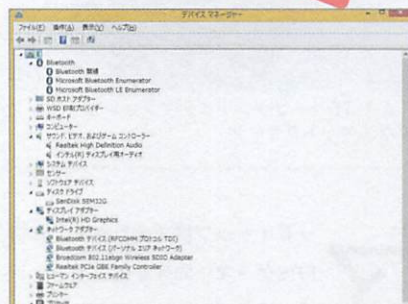 デバイス マネージャー
ファイル(F) 操作(A) 表示(V) ヘルプ(H)
Bluetooth
Bluetooth 無線
Microsoft Bluetooth Enumerator
Microsoft Bluetooth LE Enumerator
SD ホスト アダプター
WSD 印刷プロバイダー
キーボード
コンピューター
サウンド、ビデオ、およびゲーム コントローラー
Realtek High Definition Audio
インテル(R) ディスプレイ用オーディオ
システム デバイス
センサー
ソフトウェア デバイス
ディスク ドライブ
SanDisk SEM32G
ディスプレイ アダプター
Intel(R) HD Graphics
ネットワーク アダプター
Bluetooth デバイス (RFCOMM プロトコル TDI)
Bluetooth デバイス (パーソナル エリア ネットワーク)
Broadcom 802.11abgn Wireless SDIO Adapter
Realtek PCIe GBE Family Controller
ヒューマン インターフェイス デバイス
ファームウェア
プリンター